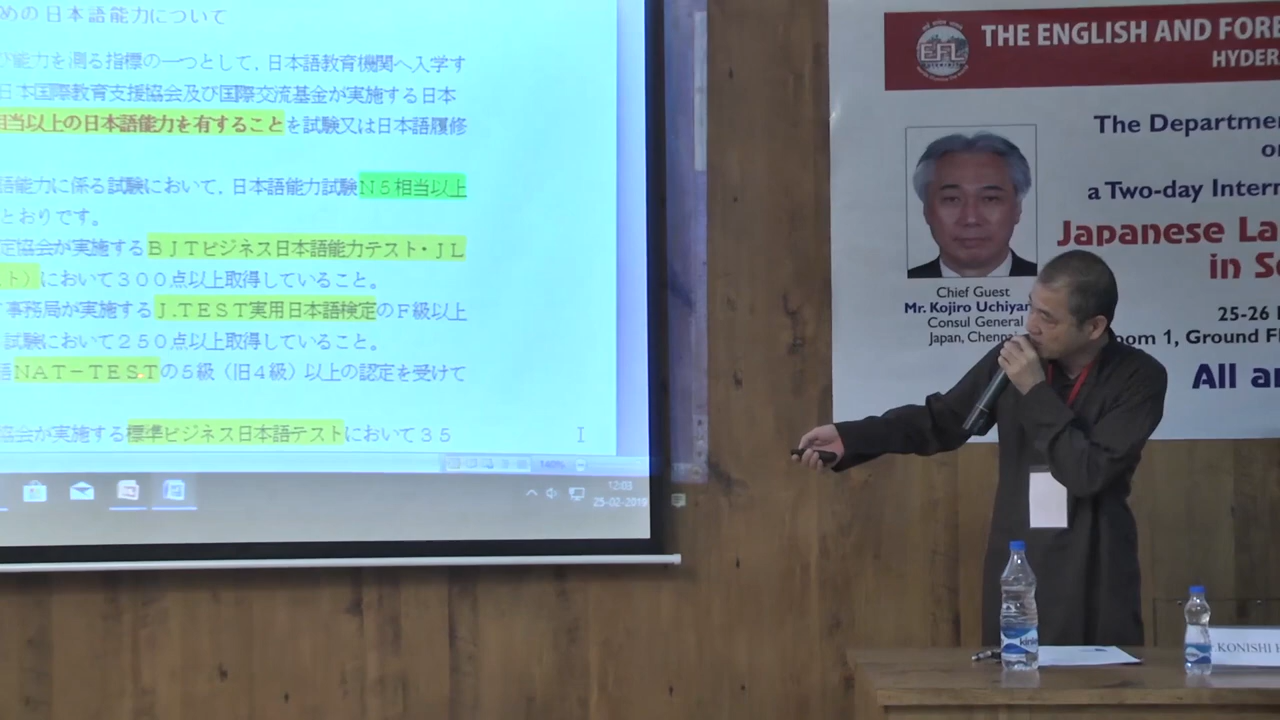 めの日本語能力について
び能力を測る指標の一つとして，日本語教育機関へ入学す
日本国際教育支援協会及び国際交流基金が実施する日本
相当以上の日本語能力を有することを試験又は日本語履修
語能力に係る試験において，日本語能力試験Ｎ５相当以上
とおりです。
定協会が実施するＢＪＴビジネス日本語能力テスト・ＪＬ
スト）において３００点以上取得していること。
事務局が実施するＪ.ＴＥＳＴ実用日本語検定のＦ級以上
試験において２５０点以上取得していること。
語ＮＡＴ－ＴＥＳＴの５級（旧４級）以上の認定を受けて
協会が実施する標準ビジネス日本語テストにおいて３５
140%
12:03
25-02-2019
THE ENGLISH AND FORE
HYDER
EFL
The Departme
a Two-day Inter
Japanese La
in S
Chief Guest
Mr. Kojiro Uchiya
Consul General
Japan, Chennai
25-26
oom 1, Ground F
All a
KONISHI